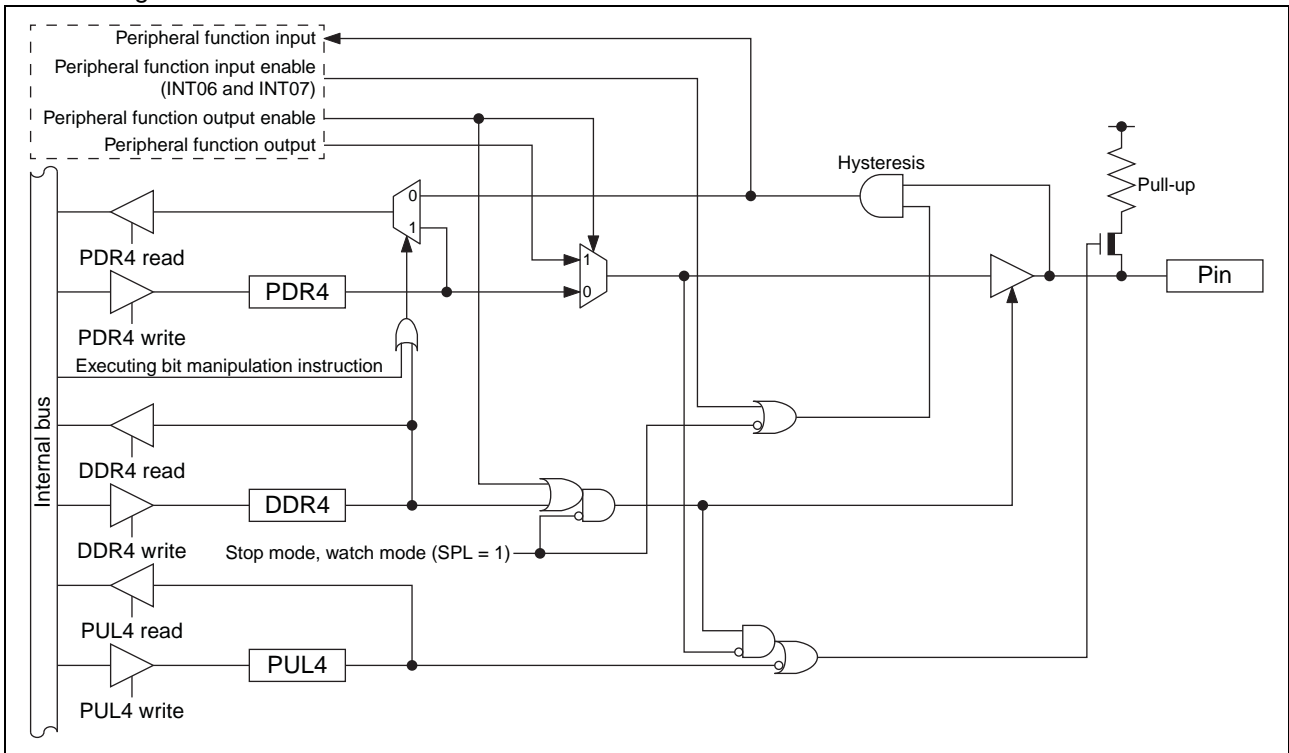 Peripheral function input
Peripheral function input enable
(INT06 and INT07)
Peripheral function output enable
Peripheral function output
Hysteresis
Pull-up
0
1
PDR4 read
1
Pin
PDR4
0
PDR4 write
Executing bit manipulation instruction
Internal bus
DDR4 read
DDR4
DDR4 write
Stop mode, watch mode (SPL = 1)
PUL4 read
PUL4
PUL4 write